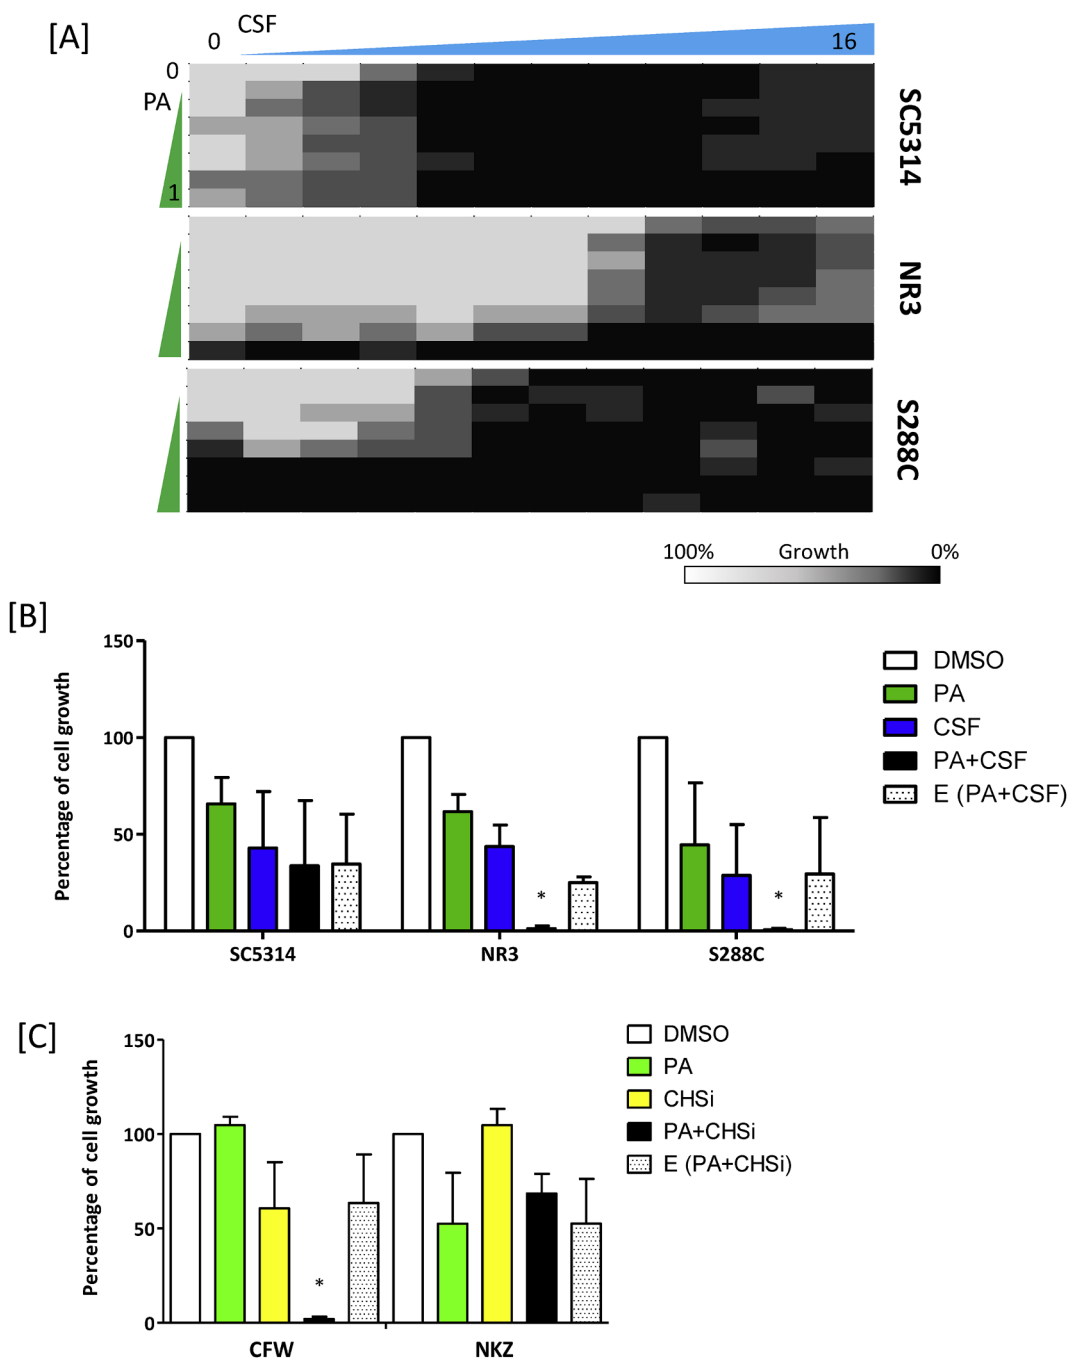 [A]
CSF
0
16
0
PA
1
SC5314
NR3
S288C
100% Growth 0%
[B]
Percentage of cell growth
150
100
50
0
SC5314 NR3 S288C
* *
DMSO
PA
CSF
PA+CSF
E (PA+CSF)
[C]
Percentage of cell growth
150
100
50
0
*
CFW NKZ
DMSO
PA
CHSi
PA+CHSi
E (PA+CHSi)